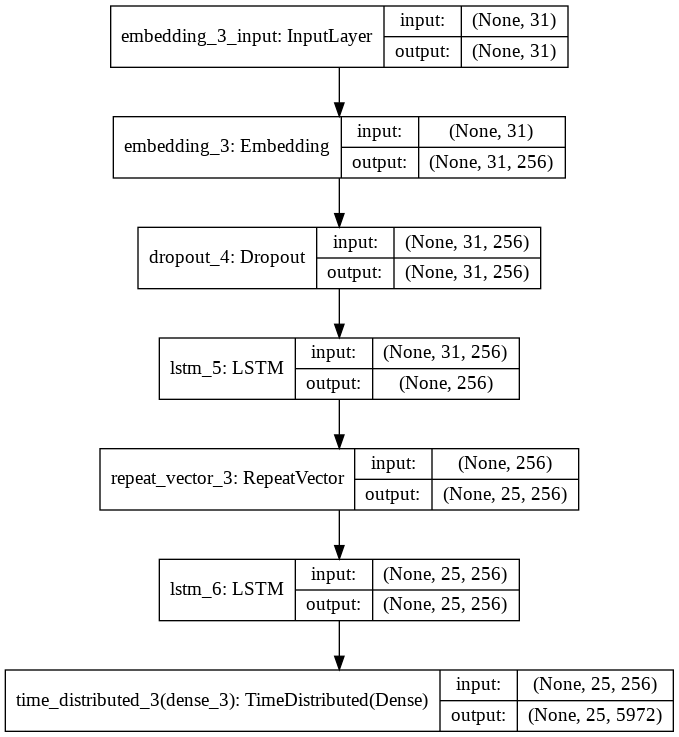 embedding_3_input: InputLayer
input: (None, 31)
output: (None, 31)
embedding_3: Embedding
input: (None, 31)
output: (None, 31, 256)
dropout_4: Dropout
input: (None, 31, 256)
output: (None, 31, 256)
lstm_5: LSTM
input: (None, 31, 256)
output: (None, 256)
repeat_vector_3: RepeatVector
input: (None, 256)
output: (None, 25, 256)
lstm_6: LSTM
input: (None, 25, 256)
output: (None, 25, 256)
time_distributed_3(dense_3): TimeDistributed(Dense)
input: (None, 25, 256)
output: (None, 25, 5972)